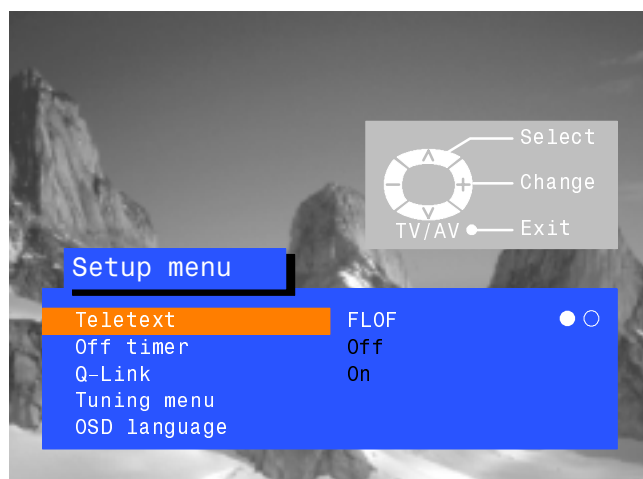 Select
Change
TV/AV Exit
Setup menu
Teletext FLOF
Off timer Off
Q-Link On
Tuning menu
OSD language